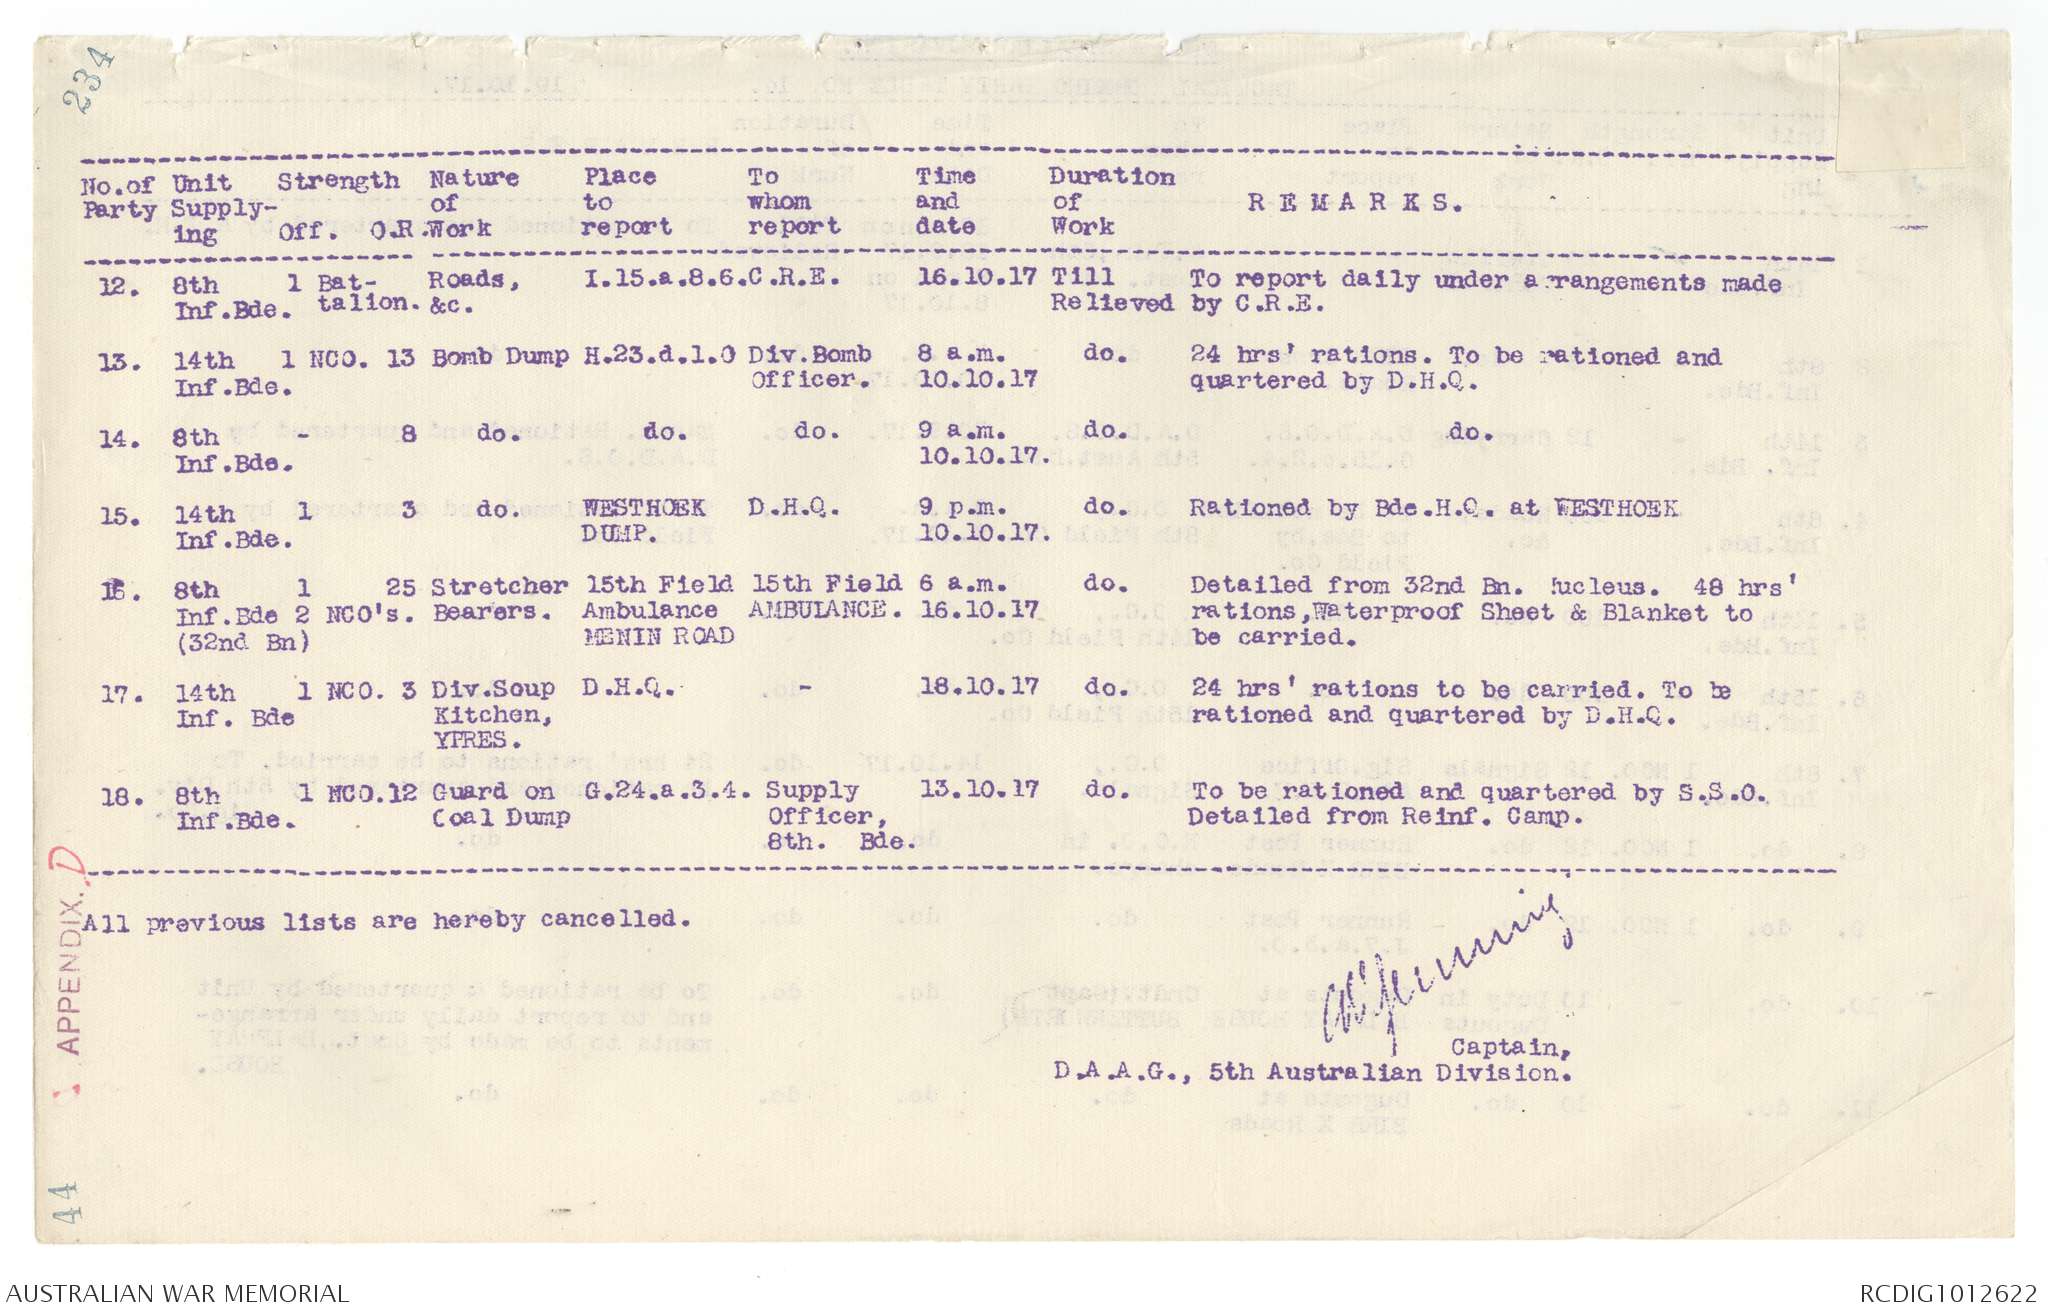 234
No.of Unit Strength Nature Place To Time Duration
Party Supply- of to whom and of R E M A R K S.
ing Off. O.R. Work report report date Work
12. 8th 1 Bat- Roads, I.15.a.8.6. C.R.E. 16.10.17 Till To report daily under arrangements made
Inf.Bde. talion. &c. Relieved by C.R.E.
13. 14th 1 NCO. 13 Bomb Dump H.23.d.1.0 Div.Bomb 8 a.m. do. 24 hrs' rations. To be rationed and
Inf.Bde. Officer. 10.10.17 quartered by D.H.Q.
14. 8th - 8 do. do. do. 9 a.m. do.
Inf.Bde. 10.10.17.
15. 14th 1 3 do. WESTHOEK D.H.Q. 9 p.m. do. Rationed by Bde.H.Q. at WESTHOEK
Inf.Bde. DUMP. 10.10.17.
16. 8th 1 25 Stretcher 15th Field 15th Field 6 a.m. do. Detailed from 32nd Bn. Nucleus. 48 hrs'
Inf.Bde 2 NCO's. Bearers. Ambulance AMBULANCE. 16.10.17 rations,Waterproof Sheet & Blanket to
(32nd Bn) MENIN ROAD be carried.
17. 14th 1 NCO. 3 Div.Soup D.H.Q. - 18.10.17 do. 24 hrs' rations to be carried. To be
Inf. Bde Kitchen, rationed and quartered by D.H.Q.
YPRES.
18. 8th 1 NCO.12 Guard on G.24.a.3.4. Supply 13.10.17 do. To be rationed and quartered by S.S.O.
Inf.Bde. Coal Dump Officer, Detailed from Reinf. Camp.
8th. Bde.
All previous lists are hereby cancelled.
Captain,
D.A.A.G., 5th Australian Division.
APPENDIX. D
44
AUSTRALIAN WAR MEMORIAL
RCDIG1012622